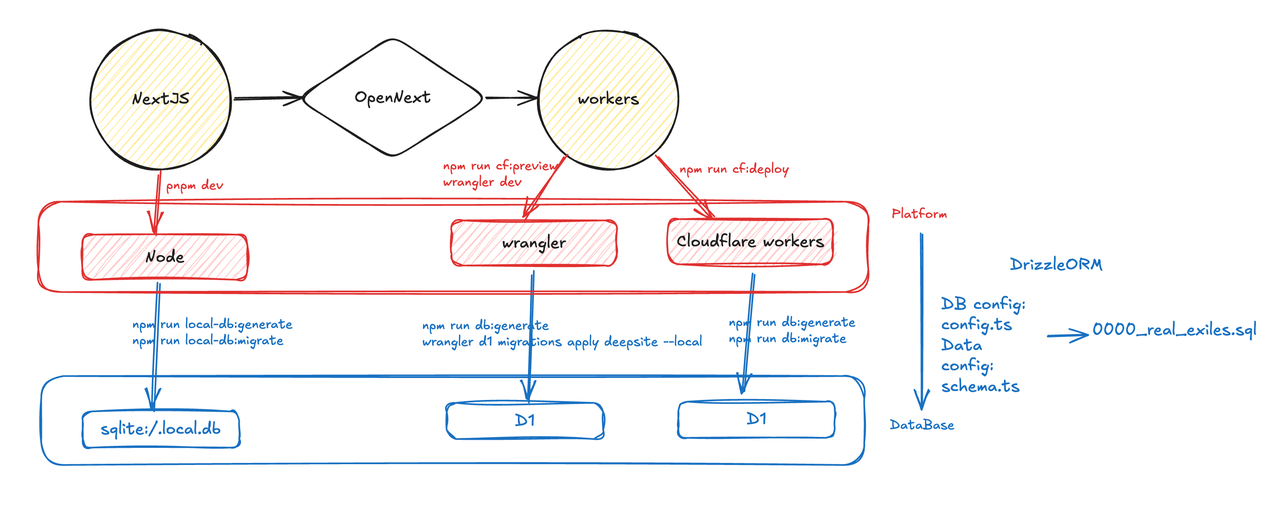 NextJS
OpenNext
workers
pnpm dev
npm run cf:preview
wrangler dev
npm run cf:deploy
Node
wrangler
Cloudflare workers
Platform
npm run local-db:generate
npm run local-db:migrate
npm run db:generate
wrangler d1 migrations apply deepsite --local
npm run db:generate
npm run db:migrate
sqlite:/.local.db
D1
D1
DataBase
DrizzleORM
DB config:
config.ts
Data
config:
schema.ts
0000_real_exiles.sql